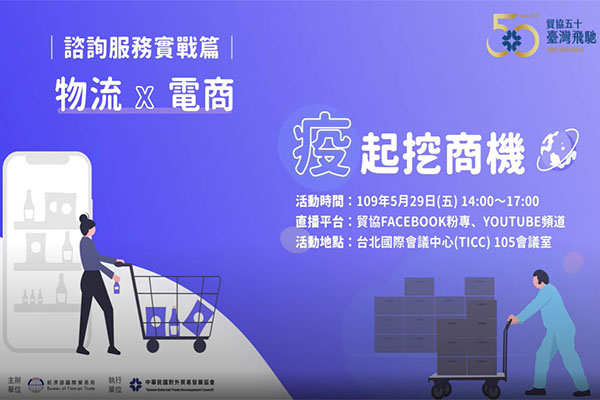 50
貿協五十
臺灣飛馳
諮詢服務實戰篇
物流 x 電商
疫起挖商機
活動時間：109年5月29日(五) 14:00～17:00
直播平台：貿協FACEBOOK粉專、YOUTUBE頻道
活動地點：台北國際會議中心(TICC) 105會議室
主辦單位 經濟部國際貿易局
Bureau of Foreign Trade
執行單位 中華民國對外貿易發展協會
Taiwan External Trade Development Council